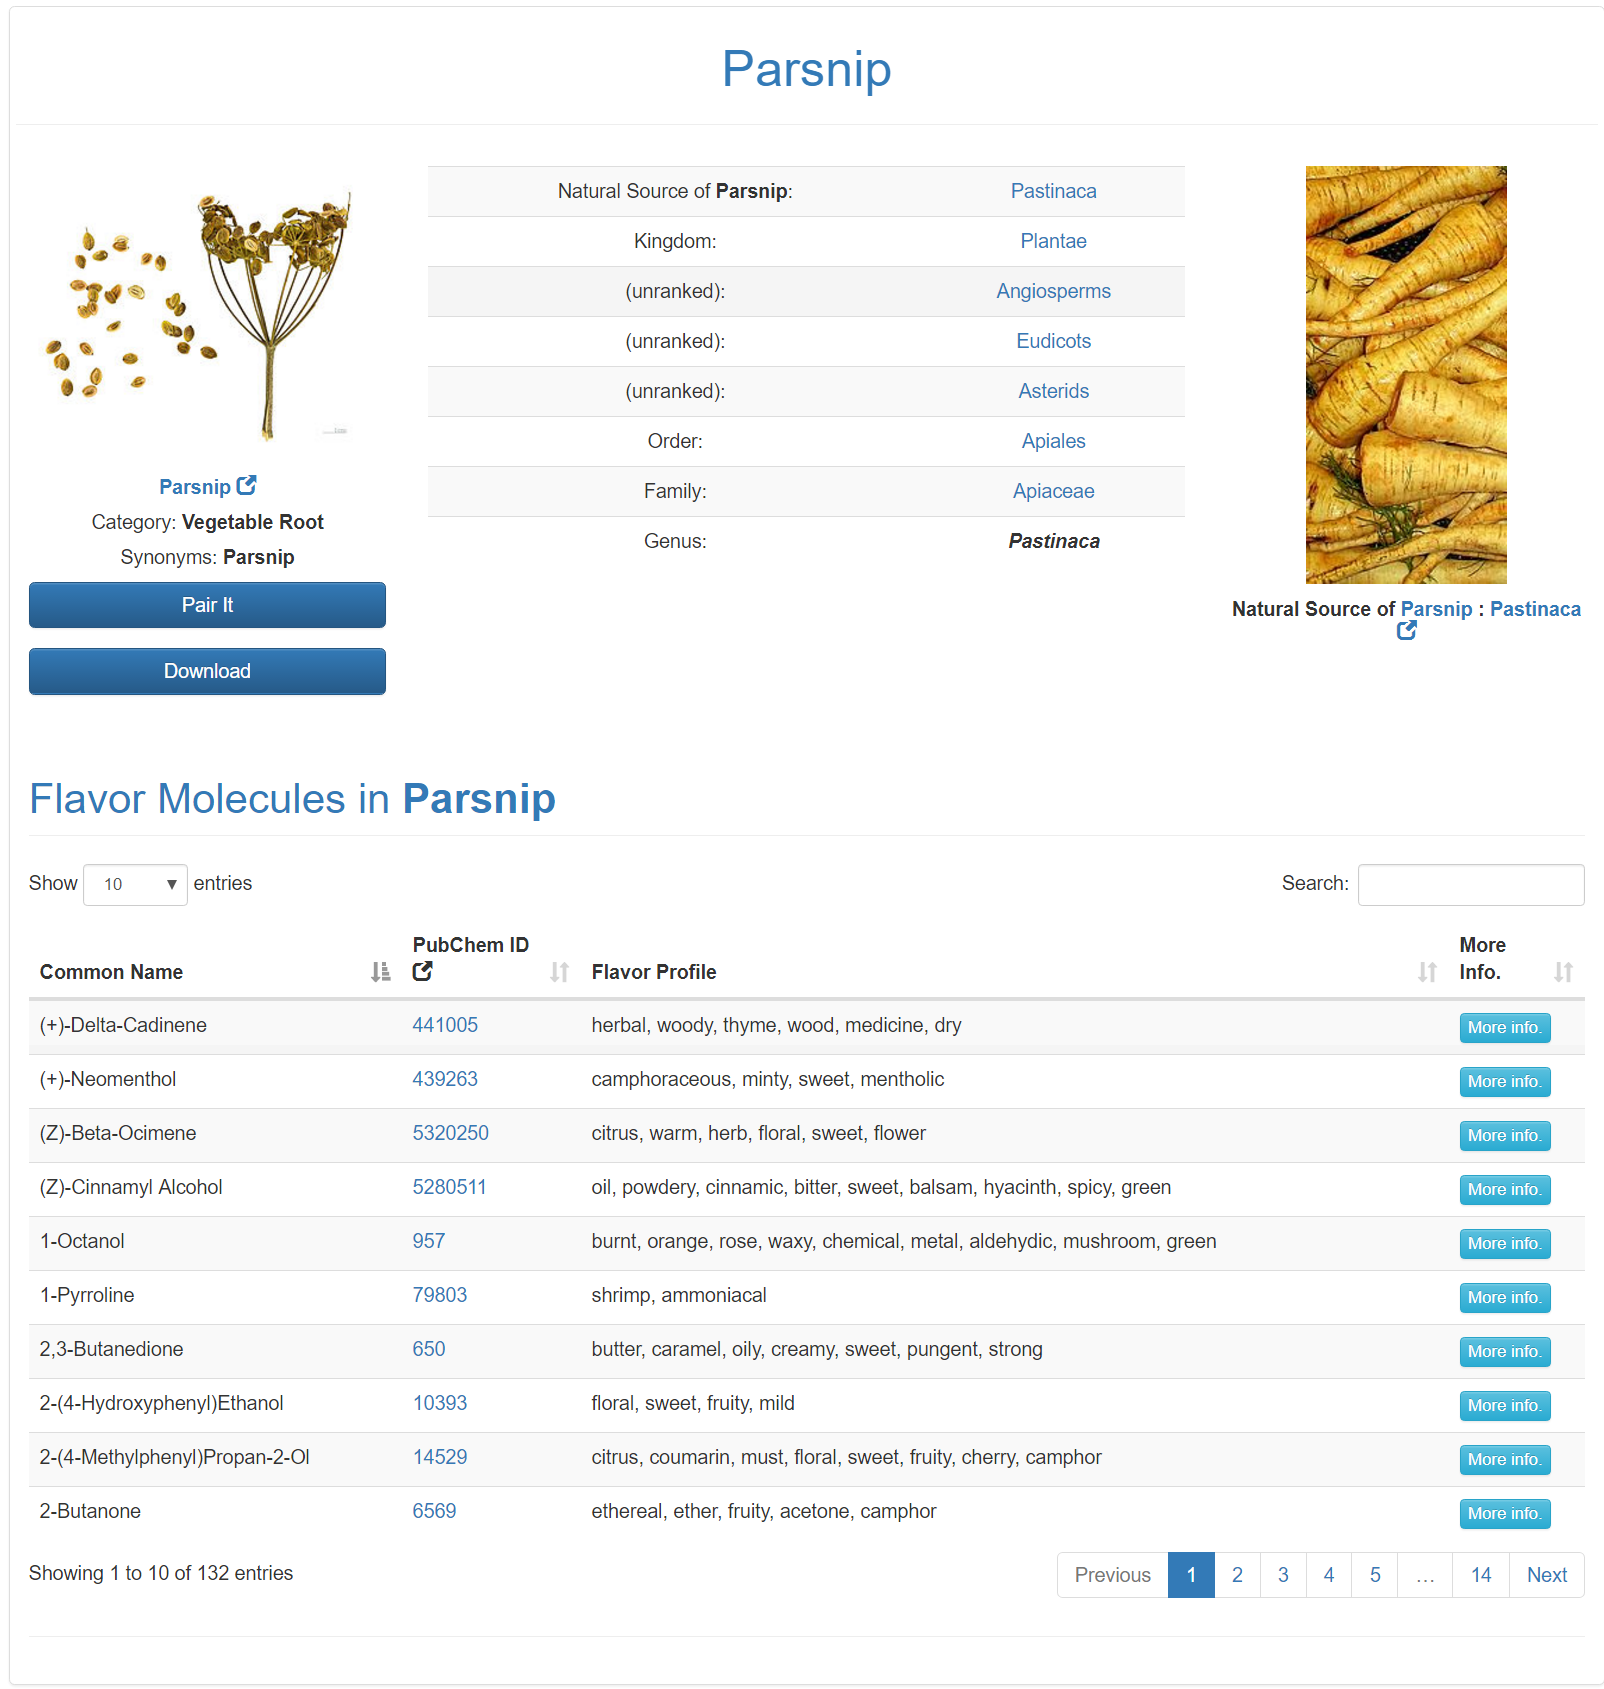 Parsnip
Natural Source of Parsnip: Pastinaca
Kingdom: Plantae
(unranked): Angiosperms
(unranked): Eudicots
(unranked): Asterids
Order: Apiales
Family: Apiaceae
Genus: Pastinaca
Parsnip
Category: Vegetable Root
Synonyms: Parsnip
Pair It
Download
Natural Source of Parsnip : Pastinaca
Flavor Molecules in Parsnip
Show 10 entries
Search:
Common Name PubChem ID Flavor Profile More Info.
(+)-Delta-Cadinene 441005 herbal, woody, thyme, wood, medicine, dry More info.
(+)-Neomenthol 439263 camphoraceous, minty, sweet, mentholic More info.
(Z)-Beta-Ocimene 5320250 citrus, warm, herb, floral, sweet, flower More info.
(Z)-Cinnamyl Alcohol 5280511 oil, powdery, cinnamic, bitter, sweet, balsam, hyacinth, spicy, green More info.
1-Octanol 957 burnt, orange, rose, waxy, chemical, metal, aldehydic, mushroom, green More info.
1-Pyrroline 79803 shrimp, ammoniacal More info.
2,3-Butanedione 650 butter, caramel, oily, creamy, sweet, pungent, strong More info.
2-(4-Hydroxyphenyl)Ethanol 10393 floral, sweet, fruity, mild More info.
2-(4-Methylphenyl)Propan-2-Ol 14529 citrus, coumarin, must, floral, sweet, fruity, cherry, camphor More info.
2-Butanone 6569 ethereal, ether, fruity, acetone, camphor More info.
Showing 1 to 10 of 132 entries
Previous 1 2 3 4 5 … 14 Next